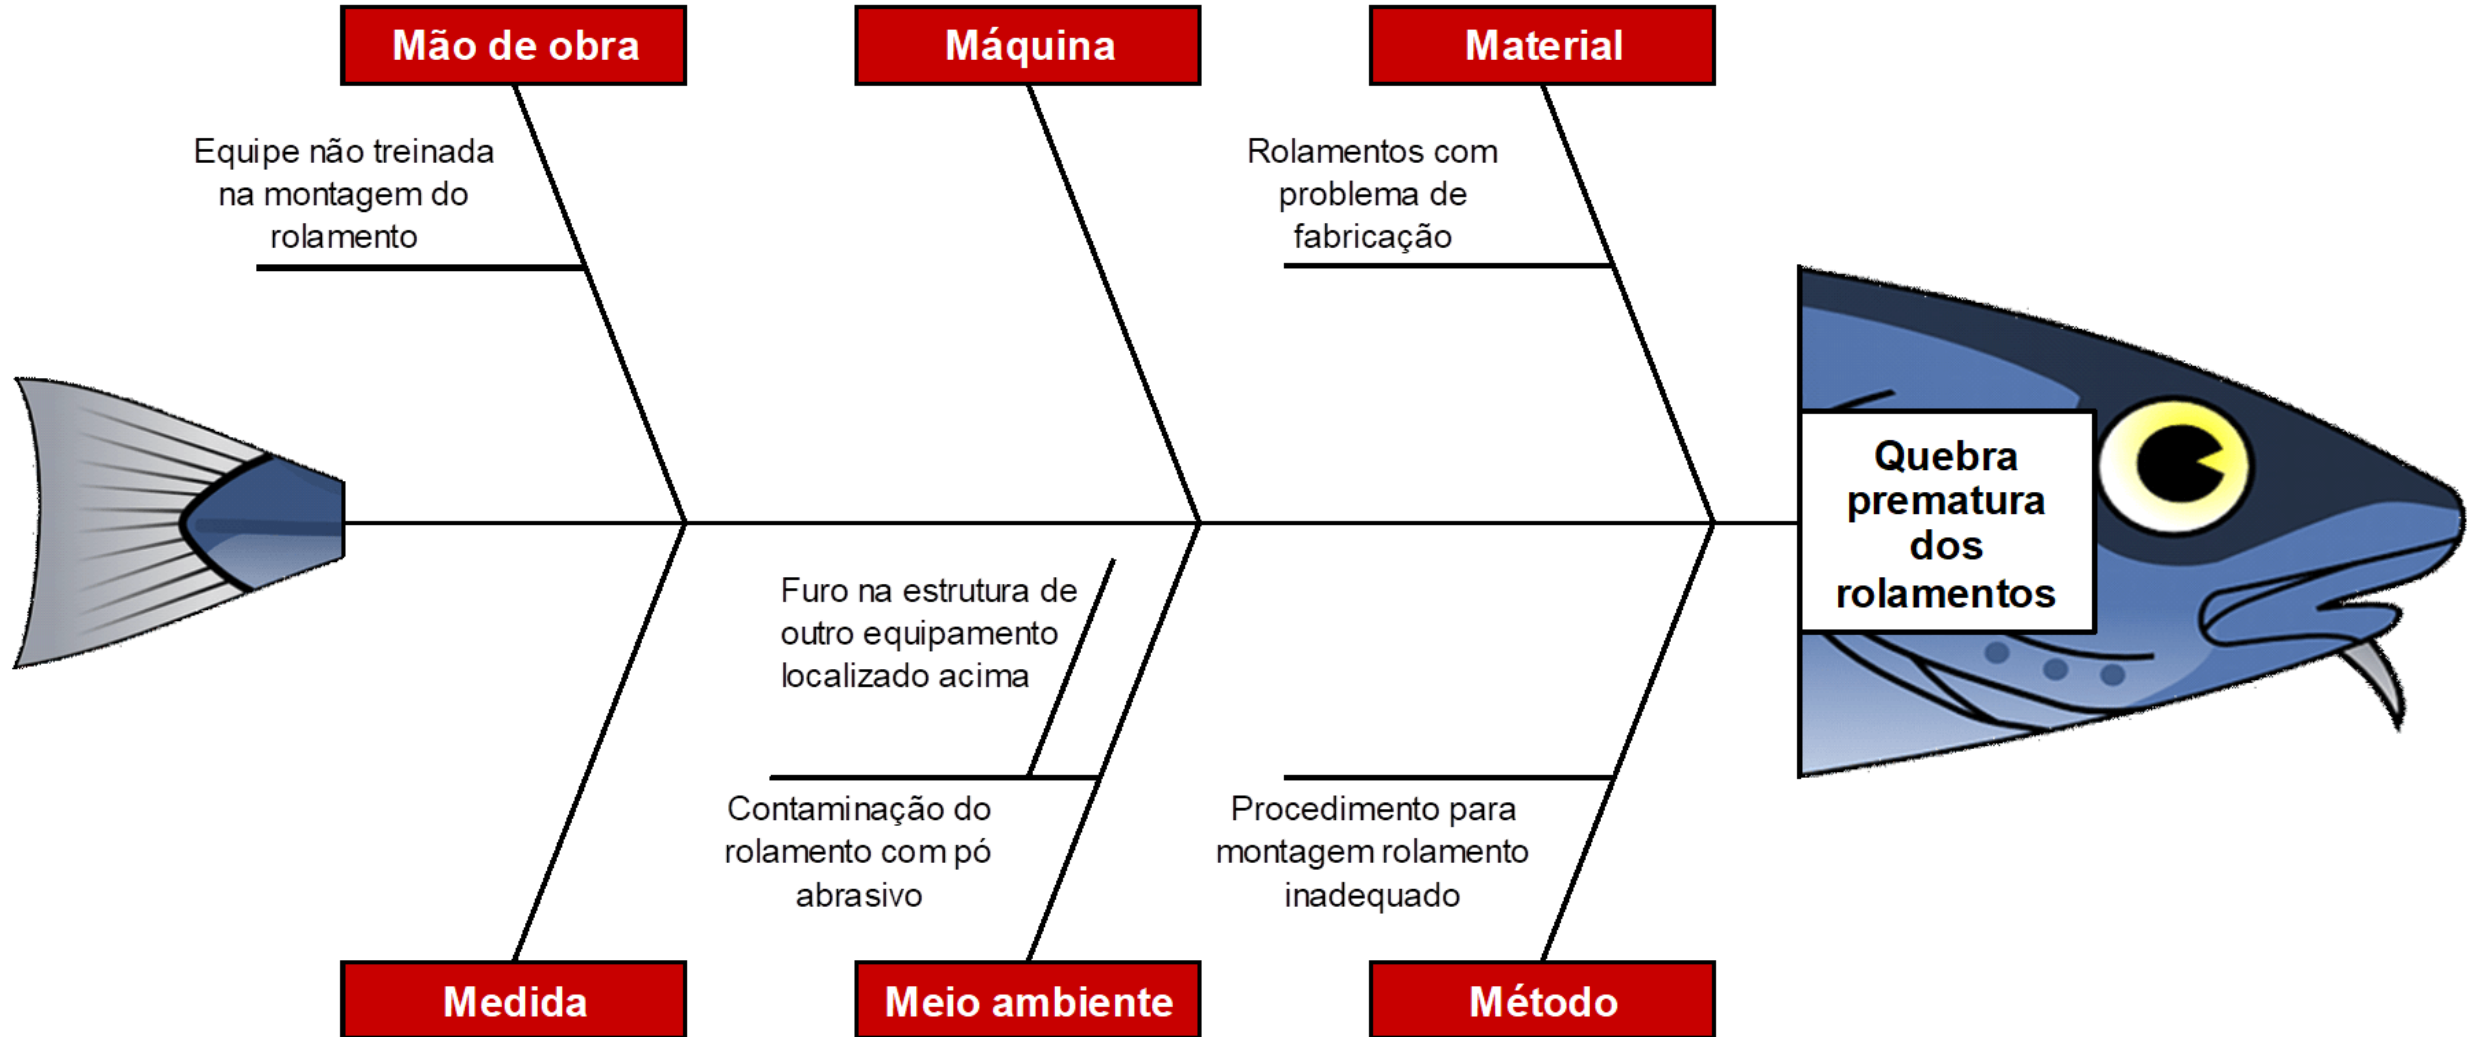 Mão de obra
Máquina
Material
Equipe não treinada
na montagem do
rolamento
Rolamentos com
problema de
fabricação
Quebra
prematura
dos
rolamentos
Furo na estrutura de
outro equipamento
localizado acima
Contaminação do
rolamento com pó
abrasivo
Procedimento para
montagem rolamento
inadequado
Medida
Meio ambiente
Método